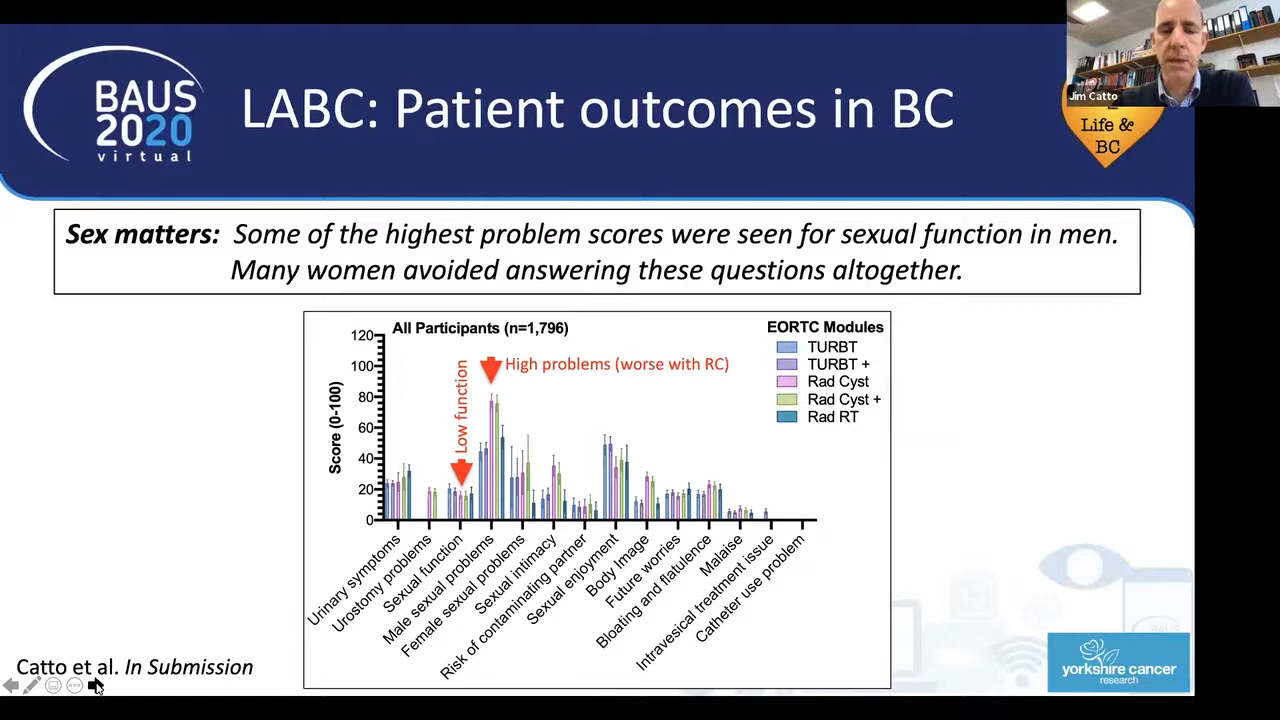 BAUS
2020
virtual
LABC: Patient outcomes in BC
Jim Catto
Life &
BC
Sex matters: Some of the highest problem scores were seen for sexual function in men.
Many women avoided answering these questions altogether.
All Participants (n=1,796)
EORTC Modules
TURBT
TURBT +
Rad Cyst
Rad Cyst +
Rad RT
High problems (worse with RC)
Low function
Score (0-100)
120
100
80
60
40
20
0
Urinary symptoms
Urostomy problems
Sexual function
Male sexual problems
Female sexual problems
Sexual intimacy
Risk of contaminating partner
Sexual enjoyment
Body Image
Future worries
Bloating and flatulence
Malaise
Intravesical treatment issue
Catheter use problem
Catto et al. In Submission
yorkshire cancer
research